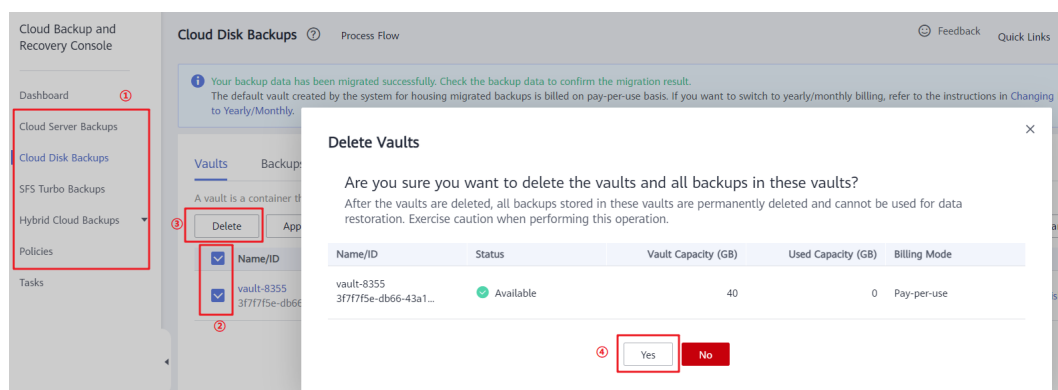 Cloud Backup and
Recovery Console
Cloud Disk Backups ? Process Flow
Feedback
Quick Links
Dashboard
①
Cloud Server Backups
Cloud Disk Backups
SFS Turbo Backups
Hybrid Cloud Backups
Policies
Tasks
Your backup data has been migrated successfully. Check the backup data to confirm the migration result.
The default vault created by the system for housing migrated backups is billed on pay-per-use basis. If you want to switch to yearly/monthly billing, refer to the instructions in Changing
to Yearly/Monthly.
Vaults Backups
A vault is a container th
③
Delete App
Name/ID
vault-8355
3f7f7f5e-db66
②
Delete Vaults
Are you sure you want to delete the vaults and all backups in these vaults?
After the vaults are deleted, all backups stored in these vaults are permanently deleted and cannot be used for data
restoration. Exercise caution when performing this operation.
Name/ID Status Vault Capacity (GB) Used Capacity (GB) Billing Mode
vault-8355
3f7f7f5e-db66-43a1...
Available 40 0 Pay-per-use
④
Yes No